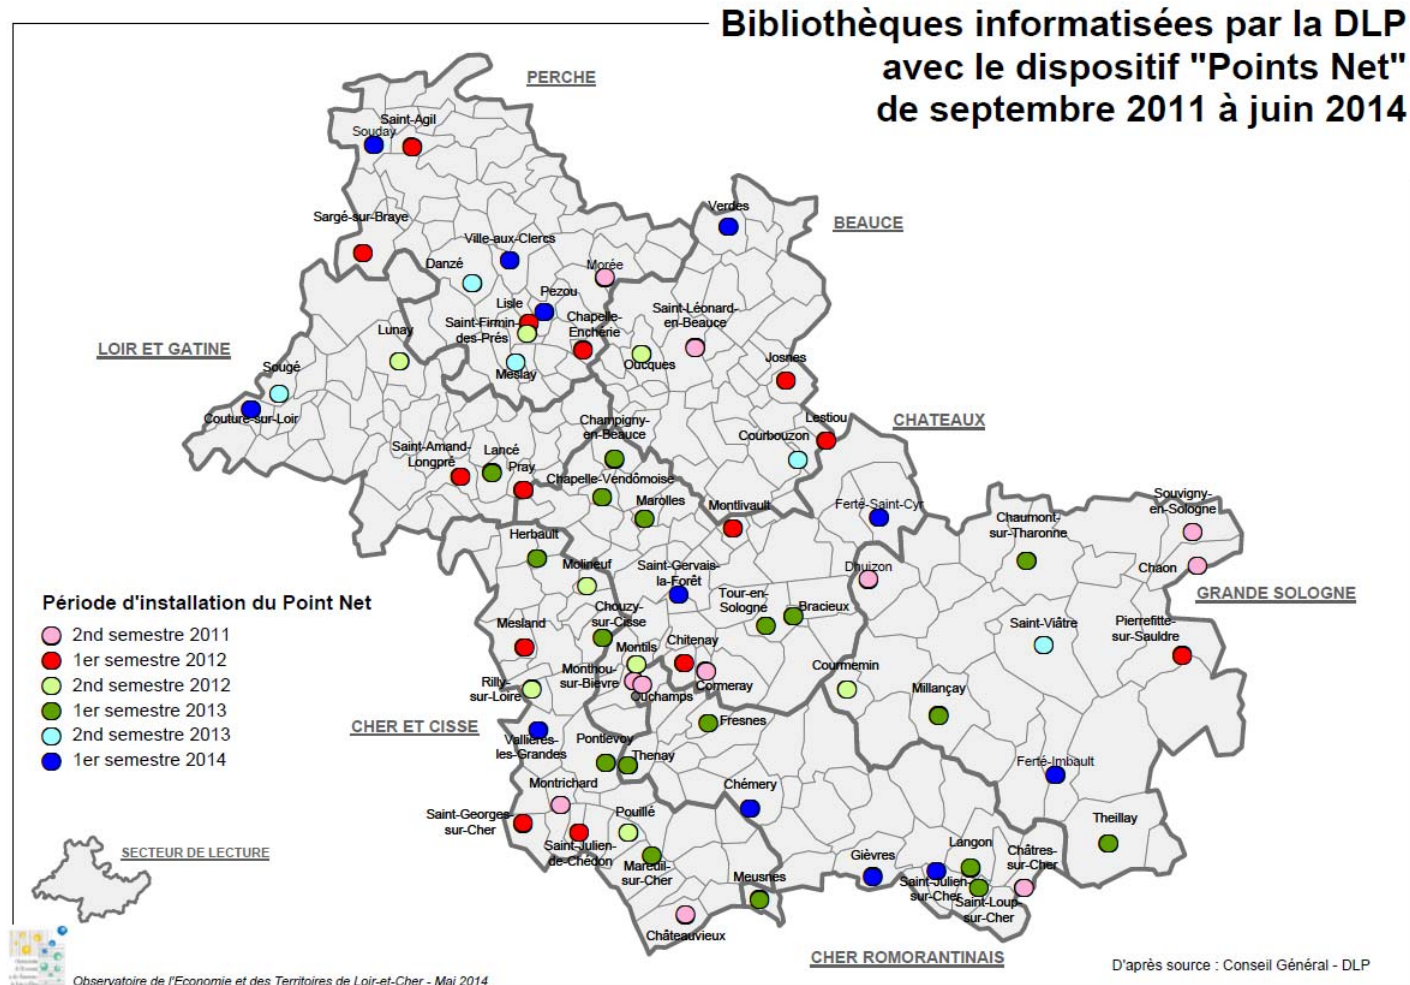 Bibliothèques informatisées par la DLP
avec le dispositif "Points Net"
de septembre 2011 à juin 2014
PERCHE
Saint-Agil
Souday
Verdes
BEAUCE
Sargé-sur-Braye
Ville-aux-Clercs
Danzé
Morée
Pezou
Lisle
Saint-Firmin-
des-Prés
Chapelle-
Enchérie
Saint-Léonard-
en-Beauce
Lunay
LOIR ET GATINE
Sougé
Meslay
Oucques
Josnes
Couture-sur-Loir
Champigny-
en-Beauce
Lestiou
CHATEAUX
Courbouzon
Saint-Amand-
Longpré
Lancé
Pray
Chapelle-Vendômoise
Marolles
Montlivault
Ferté-Saint-Cyr
Souvigny-
en-Sologne
Chaumont-
sur-Tharonne
Herbault
Molineuf
Saint-Gervais-
la-Forêt
Dhuizon
Chaon
GRANDE SOLOGNE
Tour-en-
Sologne
Bracieux
Chouzy-
sur-Cisse
Mesland
Montils
Chitenay
Saint-Viâtre
Pierrefitte-
sur-Sauldre
Monthou-
sur-Bievre
Rilly-
sur-Loire
Ouchamps
Cormeray
Courmemin
Millançay
CHER ET CISSE
Vallières-
les-Grandes
Pontlevoy
Thenay
Fresnes
Ferté-Imbault
Montrichard
Chémery
Saint-Georges-
sur-Cher
Pouillé
Theillay
Saint-Julien-
de-Chédon
Mareuil-
sur-Cher
Meusnes
Gièvres
Langon
Châtres-
sur-Cher
Saint-Julien-
sur-Cher
Saint-Loup-
sur-Cher
Châteauvieux
CHER ROMORANTINAIS
Période d'installation du Point Net
2nd semestre 2011
1er semestre 2012
2nd semestre 2012
1er semestre 2013
2nd semestre 2013
1er semestre 2014
SECTEUR DE LECTURE
Observatoire de l'Economie et des Territoires de Loir-et-Cher - Mai 2014
D'après source : Conseil Général - DLP